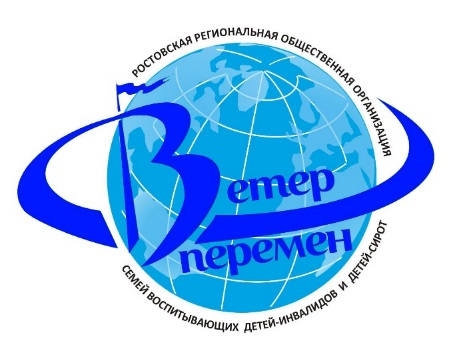 РОСТОВСКАЯ РЕГИОНАЛЬНАЯ ОБЩЕСТВЕННАЯ ОРГАНИЗАЦИЯ
Ветер
перемен
СЕМЕЙ ВОСПИТЫВАЮЩИХ ДЕТЕЙ-ИНВАЛИДОВ И ДЕТЕЙ-СИРОТ